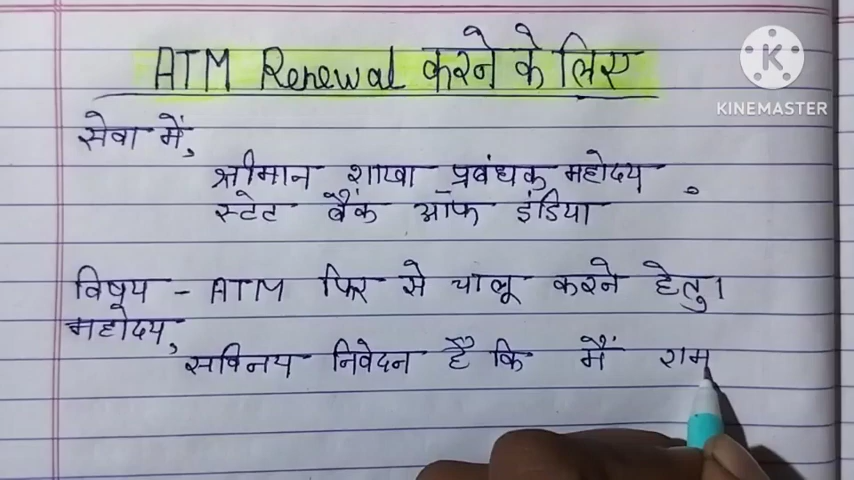 ATM Renewal करने के लिए
K
KINEMASTER
सेवा में,
श्रीमान शाखा प्रबंधक महोदय
स्टेट बैंक ऑफ इंडिया
विषय - ATM फिर से चालू करने हेतु।
महोदय,
सविनय निवेदन है कि मैं राम